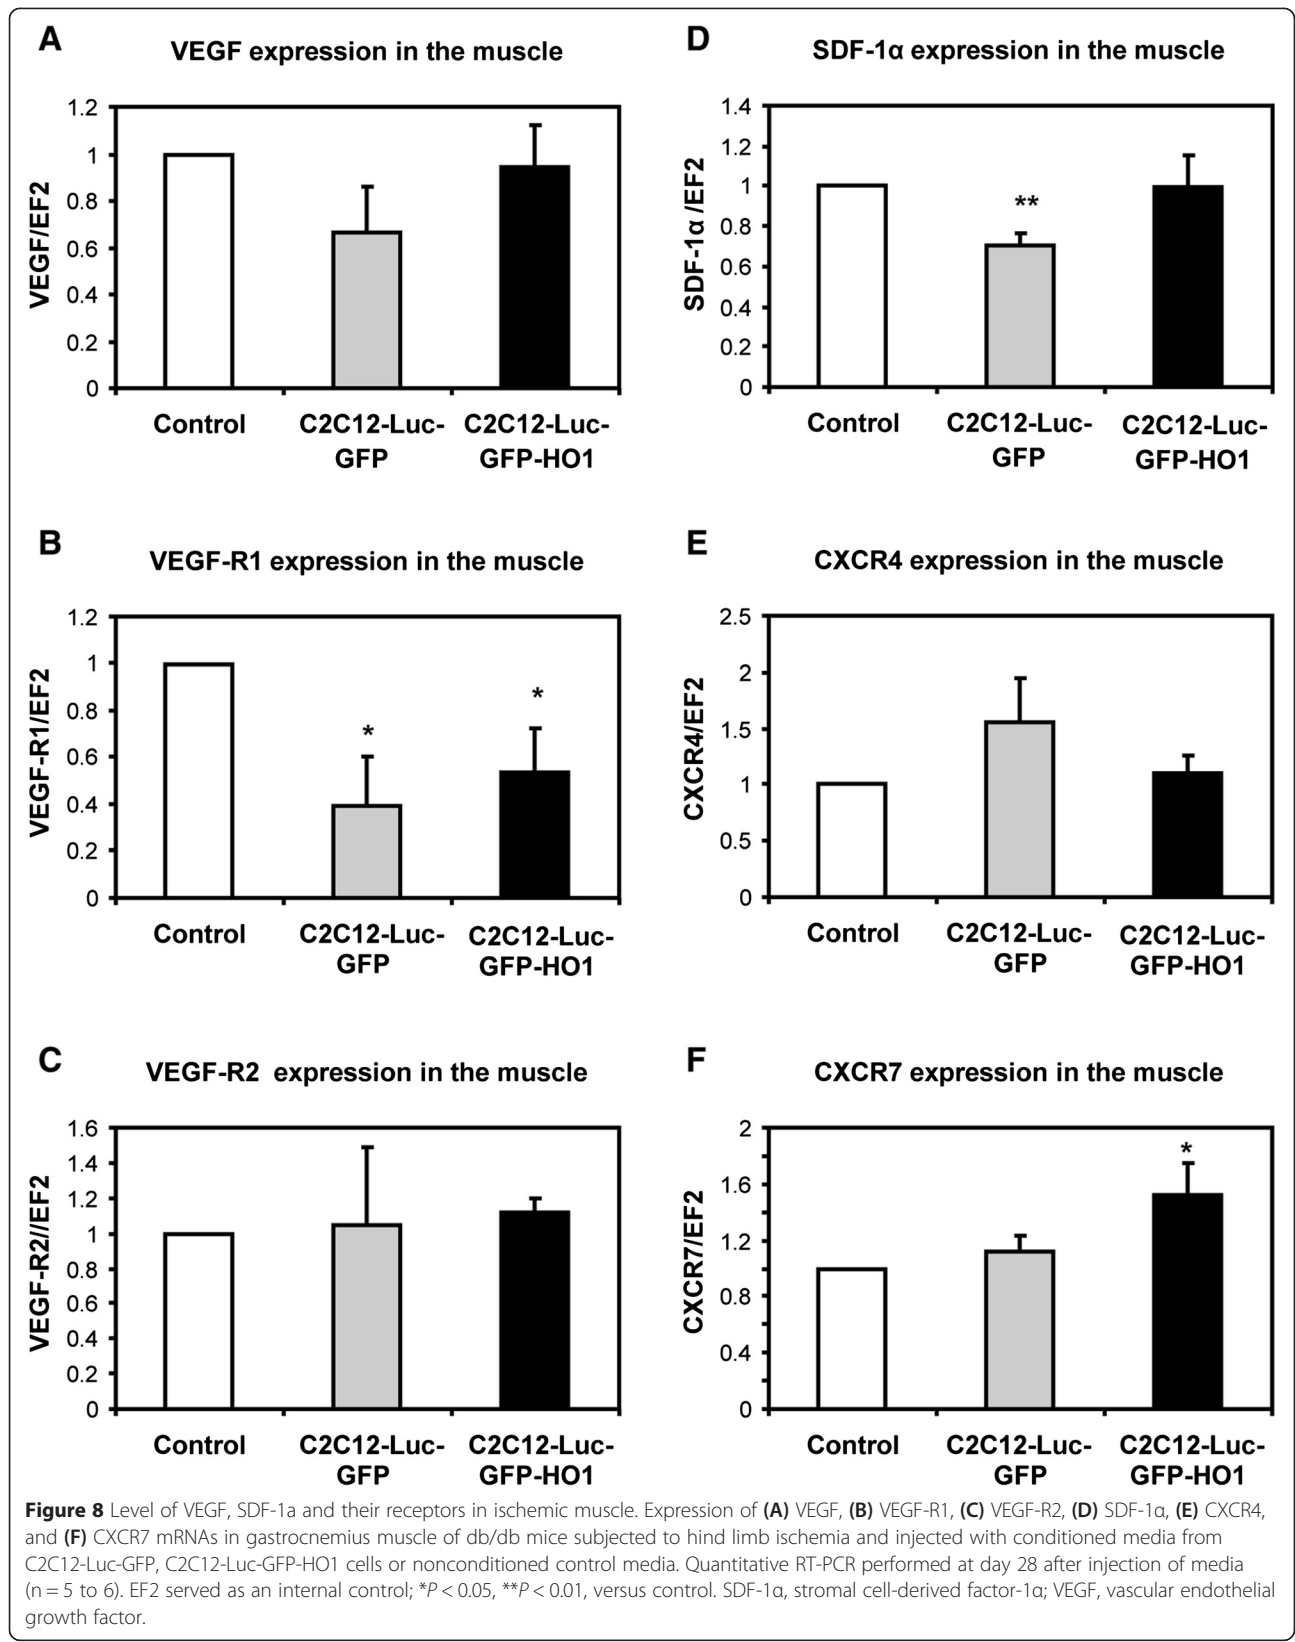 A
VEGF expression in the muscle
VEGF/EF2
1.2
1
0.8
0.6
0.4
0.2
0
Control
C2C12-Luc-
GFP
C2C12-Luc-
GFP-HO1
B
VEGF-R1 expression in the muscle
VEGF-R1/EF2
1.2
1
0.8
0.6
0.4
0.2
0
*
*
Control
C2C12-Luc-
GFP
C2C12-Luc-
GFP-HO1
C
VEGF-R2 expression in the muscle
VEGF-R2//EF2
1.6
1.4
1.2
1
0.8
0.6
0.4
0.2
0
Control
C2C12-Luc-
GFP
C2C12-Luc-
GFP-HO1
D
SDF-1α expression in the muscle
SDF-1α /EF2
1.4
1.2
1
0.8
0.6
0.4
0.2
0
**
Control
C2C12-Luc-
GFP
C2C12-Luc-
GFP-HO1
E
CXCR4 expression in the muscle
CXCR4/EF2
2.5
2
1.5
1
0.5
0
Control
C2C12-Luc-
GFP
C2C12-Luc-
GFP-HO1
F
CXCR7 expression in the muscle
CXCR7/EF2
2
1.6
1.2
0.8
0.4
0
*
Control
C2C12-Luc-
GFP
C2C12-Luc-
GFP-HO1
Figure 8 Level of VEGF, SDF-1a and their receptors in ischemic muscle. Expression of (A) VEGF, (B) VEGF-R1, (C) VEGF-R2, (D) SDF-1α, (E) CXCR4,
and (F) CXCR7 mRNAs in gastrocnemius muscle of db/db mice subjected to hind limb ischemia and injected with conditioned media from
C2C12-Luc-GFP, C2C12-Luc-GFP-HO1 cells or nonconditioned control media. Quantitative RT-PCR performed at day 28 after injection of media
(n = 5 to 6). EF2 served as an internal control; *P < 0.05, **P < 0.01, versus control. SDF-1α, stromal cell-derived factor-1α; VEGF, vascular endothelial
growth factor.